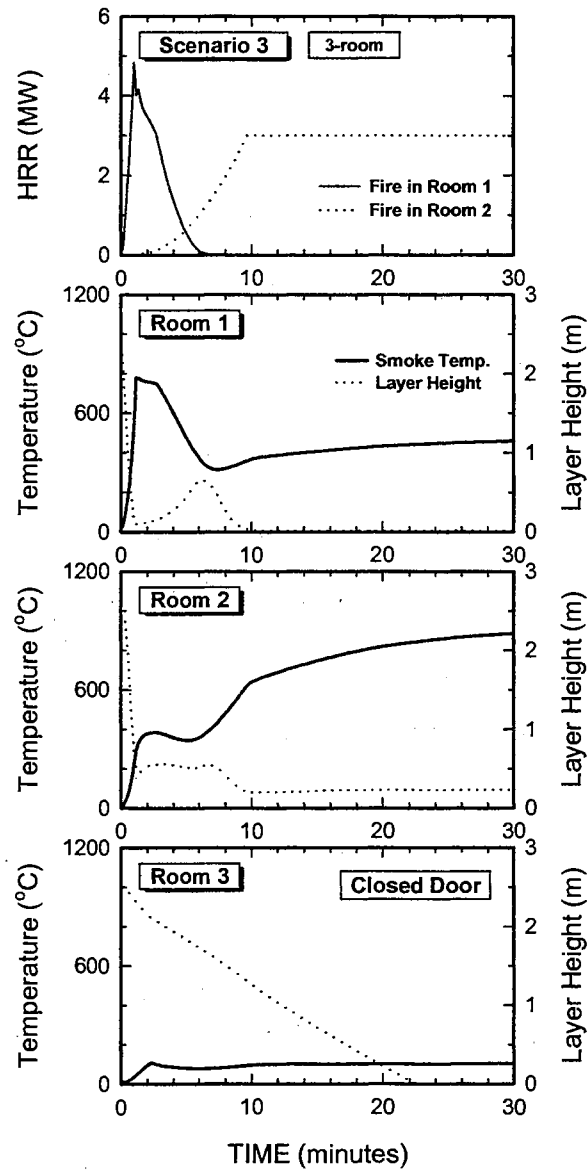 Scenario 3 3-room
6
4
2
0
HRR (MW)
Fire in Room 1
Fire in Room 2
0 10 20 30
1200
600
0
Temperature (°C)
Room 1
Smoke Temp.
Layer Height
3
2
1
0
Layer Height (m)
0 10 20 30
1200
600
0
Temperature (°C)
Room 2
3
2
1
0
Layer Height (m)
0 10 20 30
1200
600
0
Temperature (°C)
Room 3
Closed Door
3
2
1
0
Layer Height (m)
0 10 20 30
TIME (minutes)